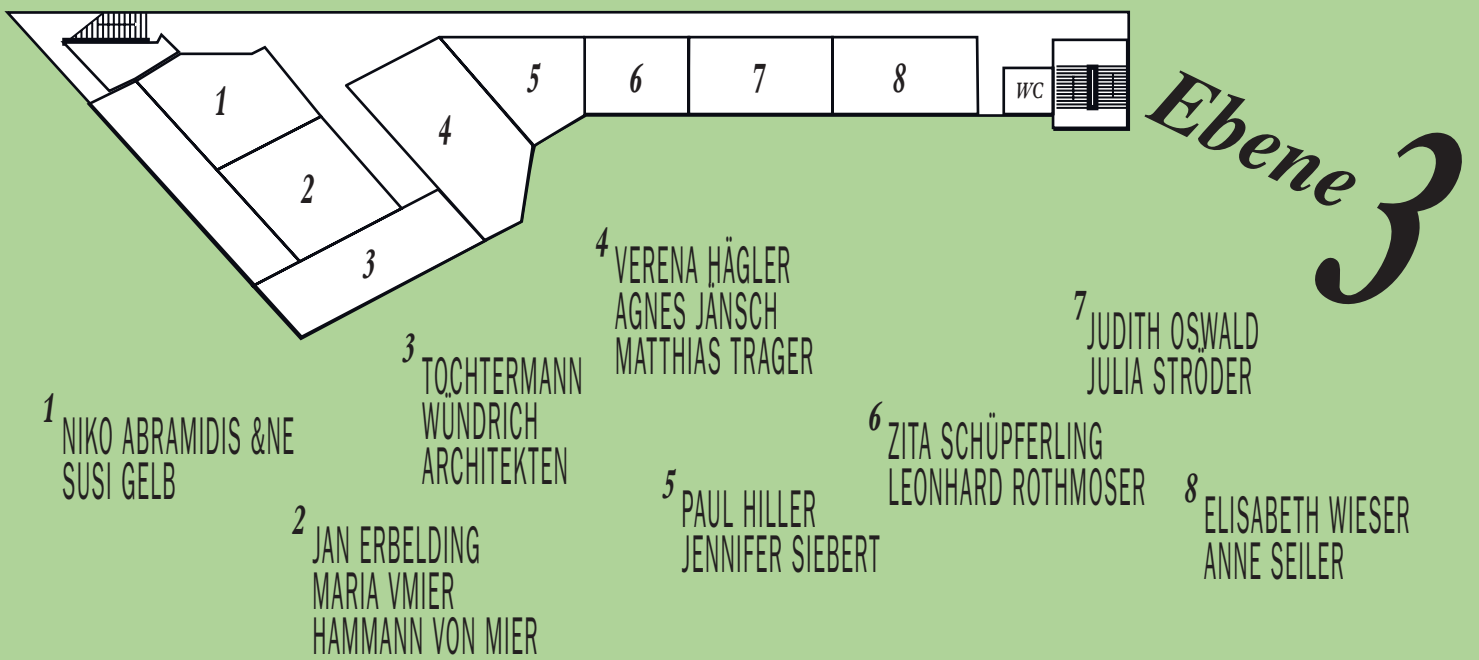 1
2
3
4
5
6
7
8
WC
Ebene 3
1
NIKO ABRAMIDIS &NE
SUSI GELB
2
JAN ERBELDING
MARIA VMIER
HAMMANN VON MIER
3
TOCHTERMANN
WÜNDRICH
ARCHITEKTEN
4
VERENA HÄGLER
AGNES JÄNSCH
MATTHIAS TRAGER
5
PAUL HILLER
JENNIFER SIEBERT
6
ZITA SCHÜPFERLING
LEONHARD ROTHMOSER
7
JUDITH OSWALD
JULIA STRÖDER
8
ELISABETH WIESER
ANNE SEILER